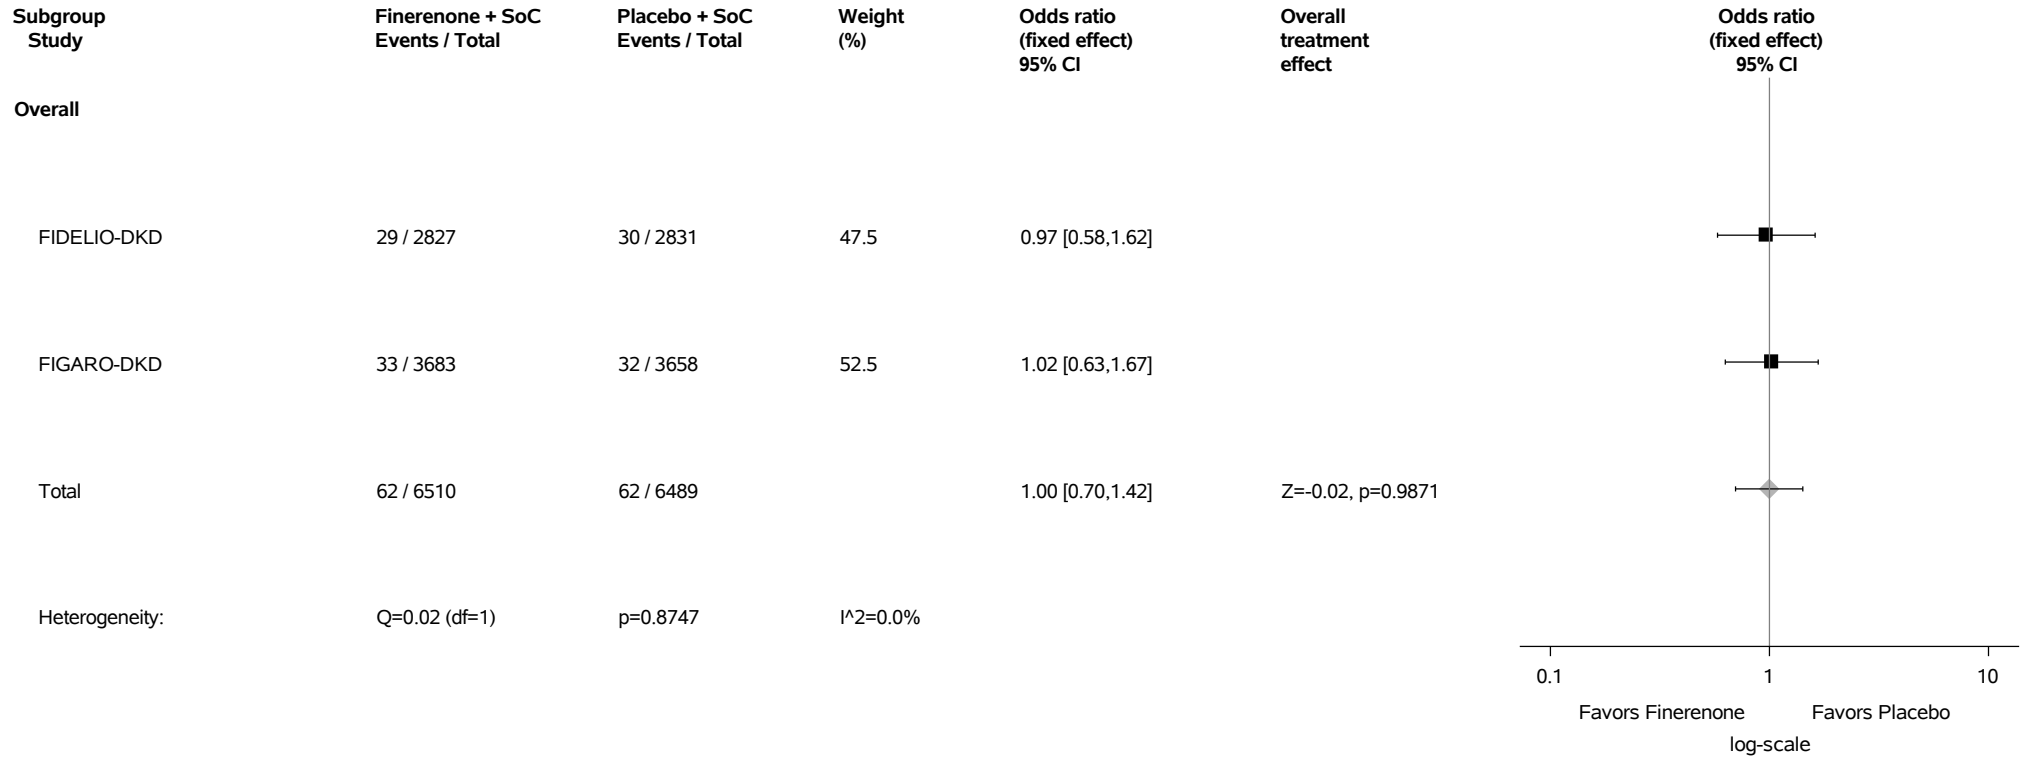 Subgroup Finerenone + SoC Placebo + SoC Weight Odds ratio Overall Odds ratio
Study Events / Total Events / Total (%) (fixed effect) treatment (fixed effect)
95% CI effect 95% CI
Overall
FIDELIO-DKD 29 / 2827 30 / 2831 47.5 0.97 [0.58,1.62]
FIGARO-DKD 33 / 3683 32 / 3658 52.5 1.02 [0.63,1.67]
Total 62 / 6510 62 / 6489 1.00 [0.70,1.42] Z=-0.02, p=0.9871
Heterogeneity: Q=0.02 (df=1) p=0.8747 I^2=0.0%
0.1 1 10
Favors Finerenone Favors Placebo
log-scale